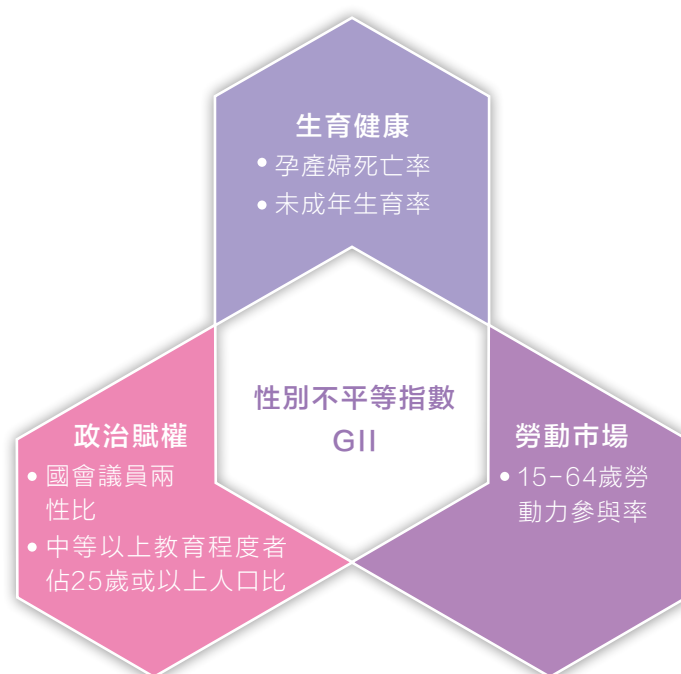 生育健康
• 孕產婦死亡率
• 未成年生育率
性別不平等指數
GII
政治賦權
• 國會議員兩
性比
• 中等以上教育程度者
佔25歲或以上人口比
勞動市場
• 15-64歲勞
動力參與率